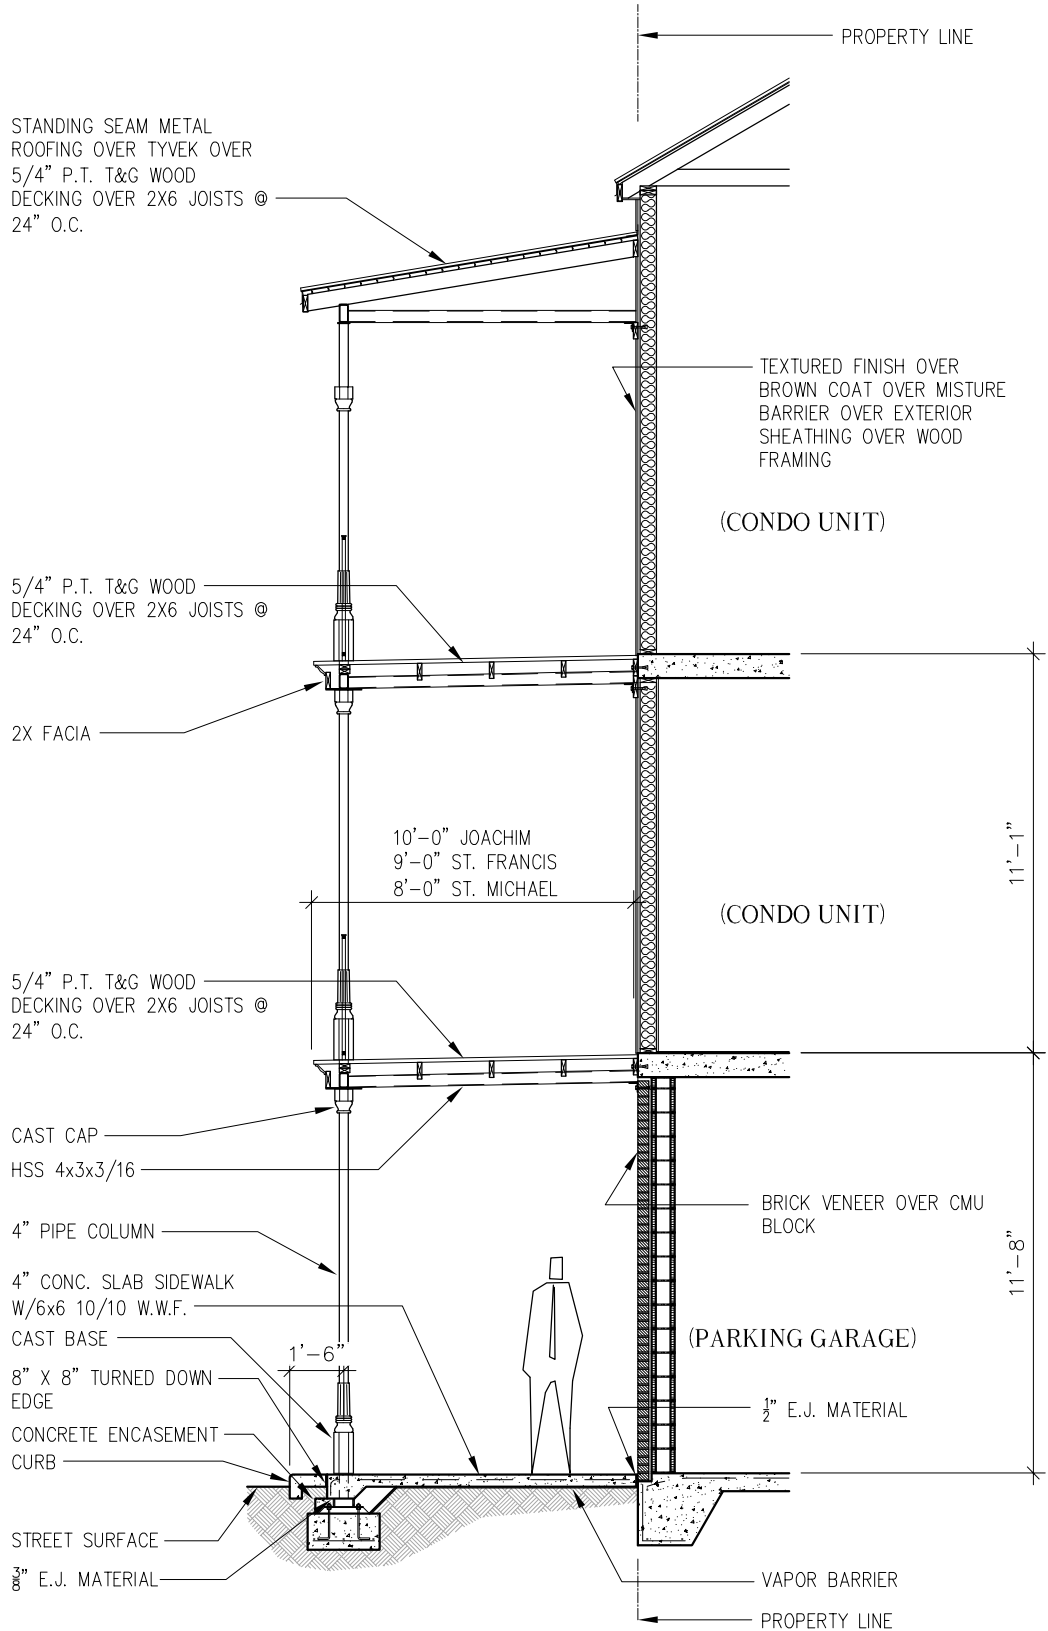 PROPERTY LINE
STANDING SEAM METAL
ROOFING OVER TYVEK OVER
5/4" P.T. T&G WOOD
DECKING OVER 2X6 JOISTS @
24" O.C.
TEXTURED FINISH OVER
BROWN COAT OVER MISTURE
BARRIER OVER EXTERIOR
SHEATHING OVER WOOD
FRAMING
(CONDO UNIT)
5/4" P.T. T&G WOOD
DECKING OVER 2X6 JOISTS @
24" O.C.
2X FACIA
10'-0" JOACHIM
9'-0" ST. FRANCIS
8'-0" ST. MICHAEL
11'-1"
(CONDO UNIT)
5/4" P.T. T&G WOOD
DECKING OVER 2X6 JOISTS @
24" O.C.
CAST CAP
HSS 4x3x3/16
BRICK VENEER OVER CMU
BLOCK
4" PIPE COLUMN
11'-8"
4" CONC. SLAB SIDEWALK
W/6x6 10/10 W.W.F.
CAST BASE
(PARKING GARAGE)
1'-6"
8" X 8" TURNED DOWN
EDGE
½" E.J. MATERIAL
CONCRETE ENCASEMENT
CURB
STREET SURFACE
⅜" E.J. MATERIAL
VAPOR BARRIER
PROPERTY LINE